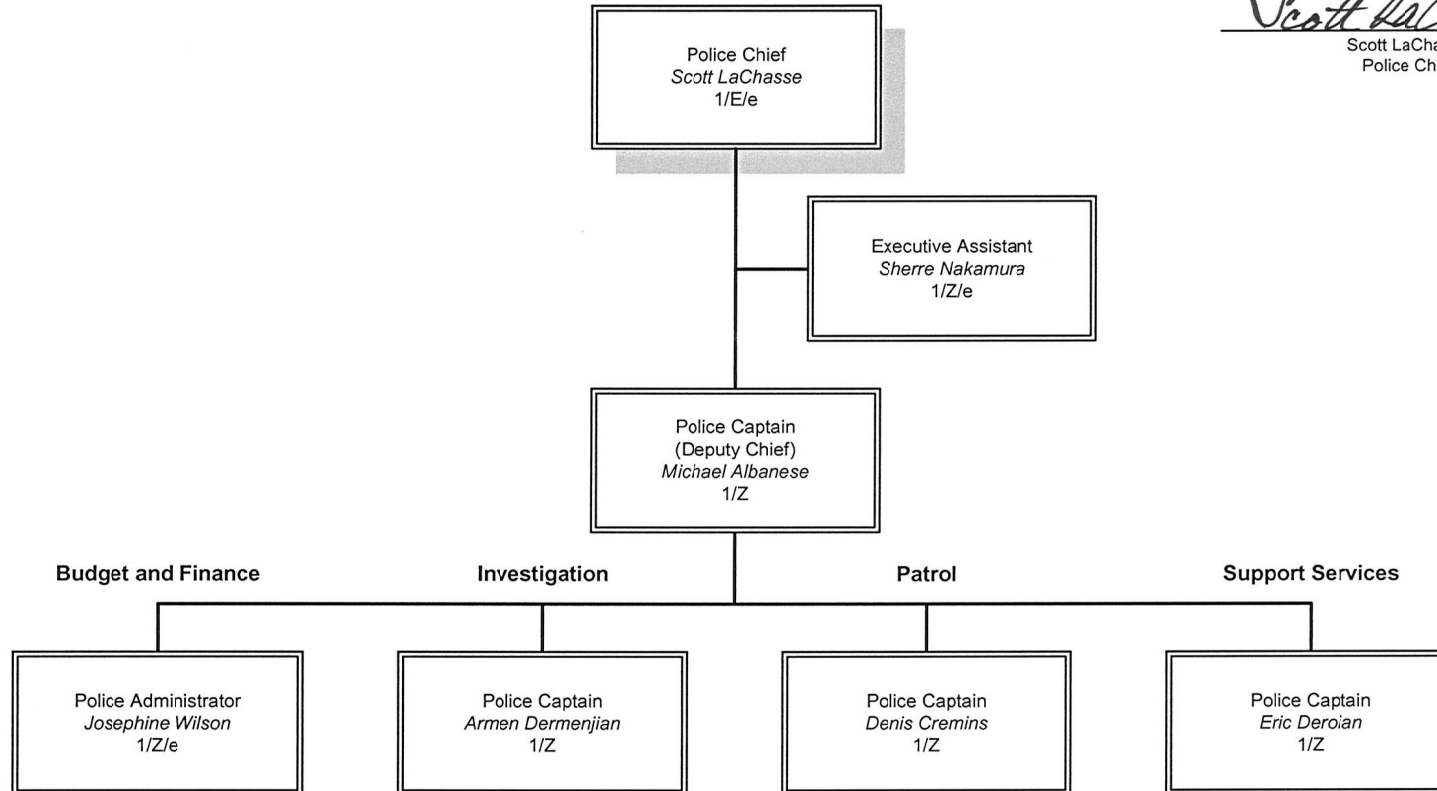 Scott LaCha
Police Ch
Police Chief
Scott LaChasse
1/E/e
Executive Assistant
Sherre Nakamura
1/Z/e
Police Captain
(Deputy Chief)
Michael Albanese
1/Z
Budget and Finance
Investigation
Patrol
Support Services
Police Administrator
Josephine Wilson
1/Z/e
Police Captain
Armen Dermenjian
1/Z
Police Captain
Denis Cremins
1/Z
Police Captain
Eric Deroian
1/Z